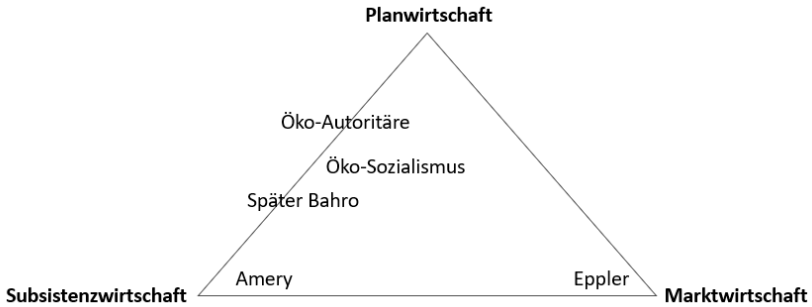 Planwirtschaft
Öko-Autoritäre
Öko-Sozialismus
Später Bahro
Amery
Eppler
Subsistenzwirtschaft
Marktwirtschaft